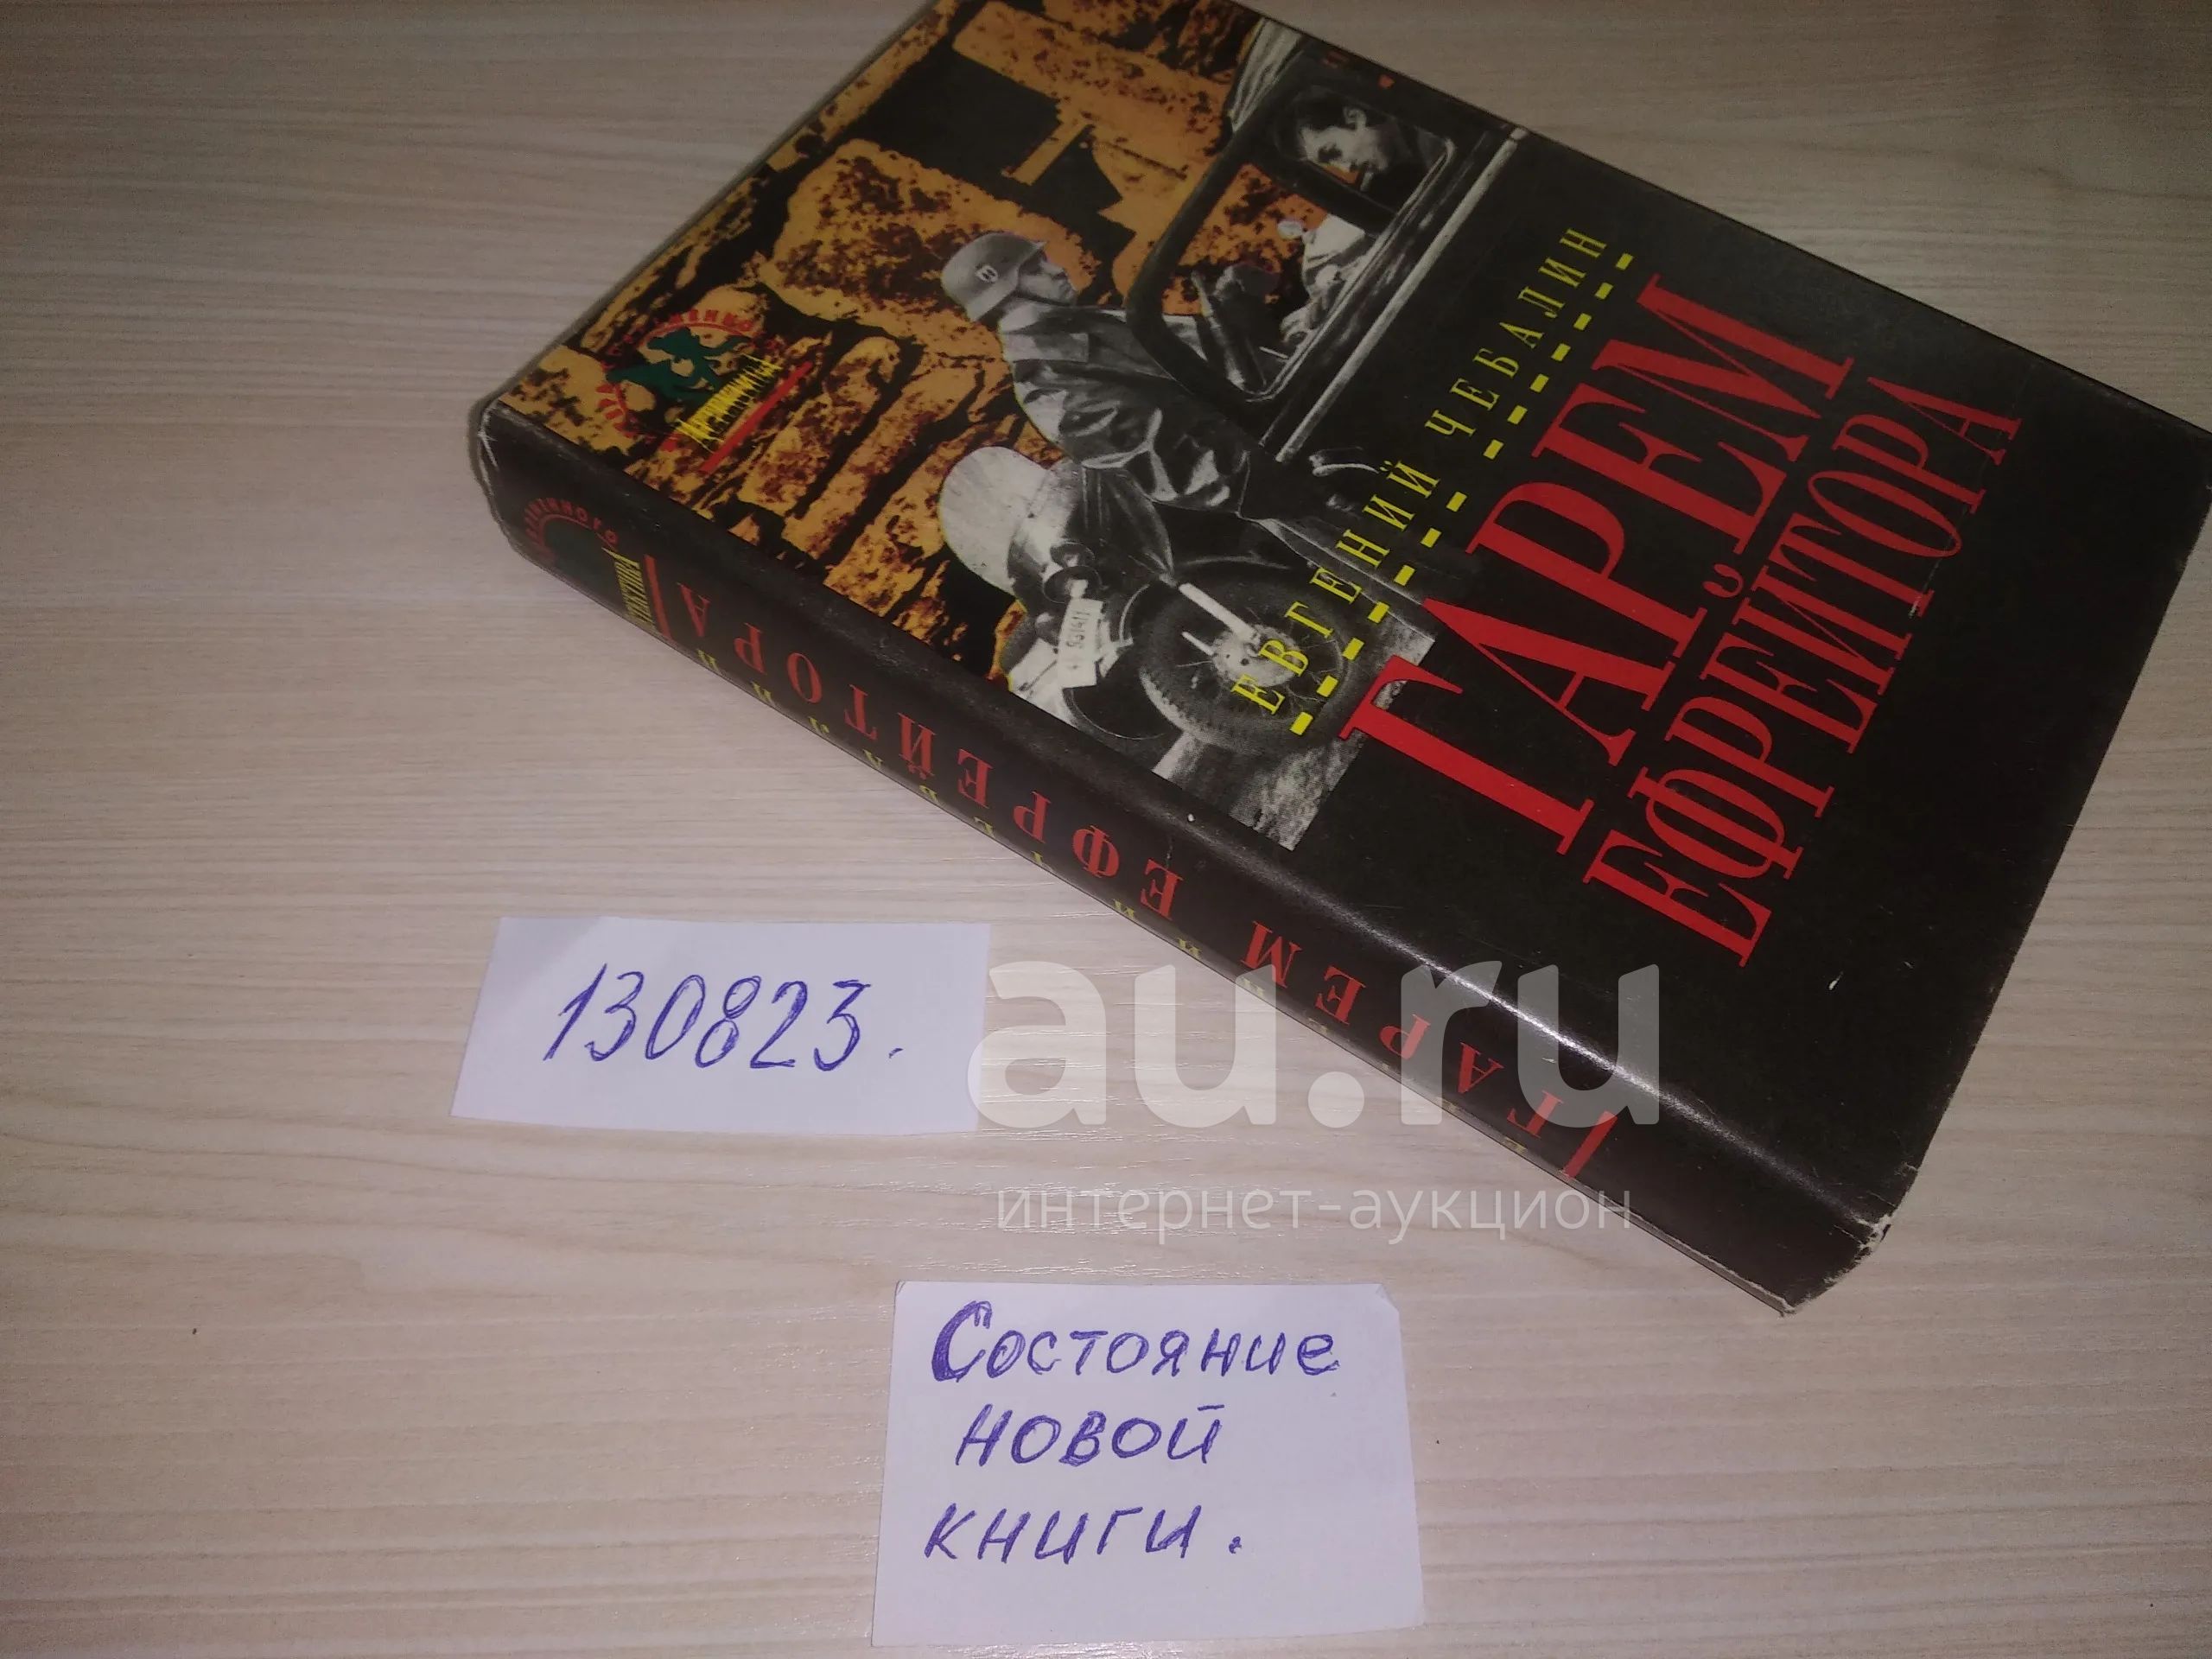 ЕВГЕНИЙ ЧЕБАЛИН
ГАРЕМ
ЕФРЕЙТОРА
ГАРЕМ ЕФРЕЙТОРА
130823.
au.ru
интернет-аукцион
Состояние
новой
книги.